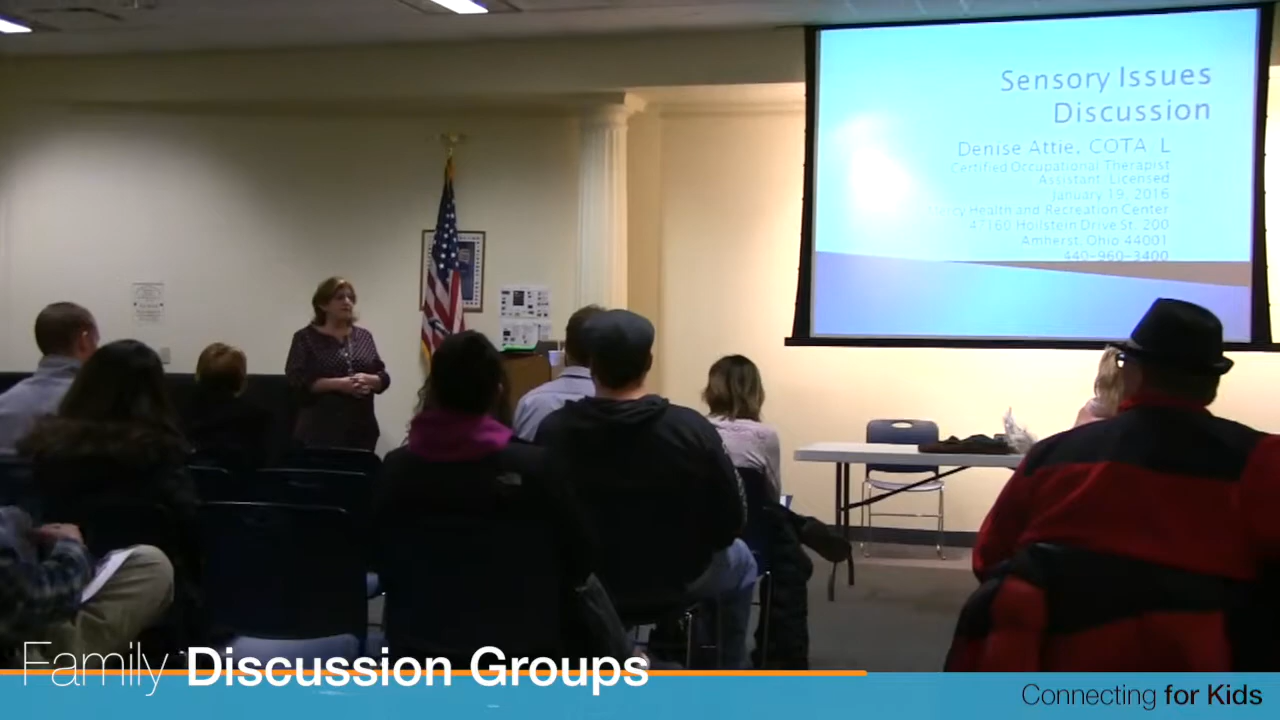 Sensory Issues
Discussion
Denise Attie, COTA L
Certified Occupational Therapist
Assistant, Licensed
January 19, 2016
Mercy Health and Recreation Center
47160 Hollstein Drive St. 200
Amherst, Ohio 44001
440-960-3400
Family Discussion Groups
Connecting for Kids